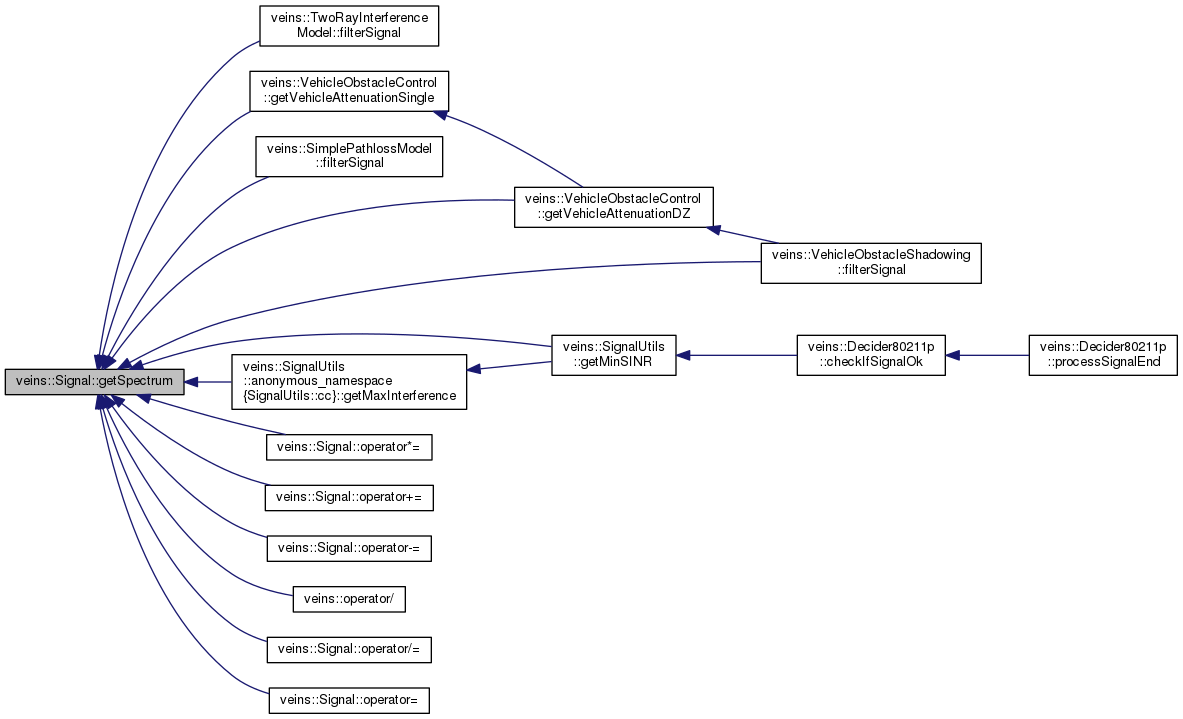 veins::TwoRayInterference
Model::filterSignal
veins::VehicleObstacleControl
::getVehicleAttenuationSingle
veins::SimplePathlossModel
::filterSignal
veins::VehicleObstacleControl
::getVehicleAttenuationDZ
veins::VehicleObstacleShadowing
::filterSignal
veins::SignalUtils
::getMinSINR
veins::Decider80211p
::checkIfSignalOk
veins::Decider80211p
::processSignalEnd
veins::Signal::getSpectrum
veins::SignalUtils
::anonymous_namespace
{SignalUtils::cc}::getMaxInterference
veins::Signal::operator*=
veins::Signal::operator+=
veins::Signal::operator-=
veins::operator/
veins::Signal::operator/=
veins::Signal::operator=